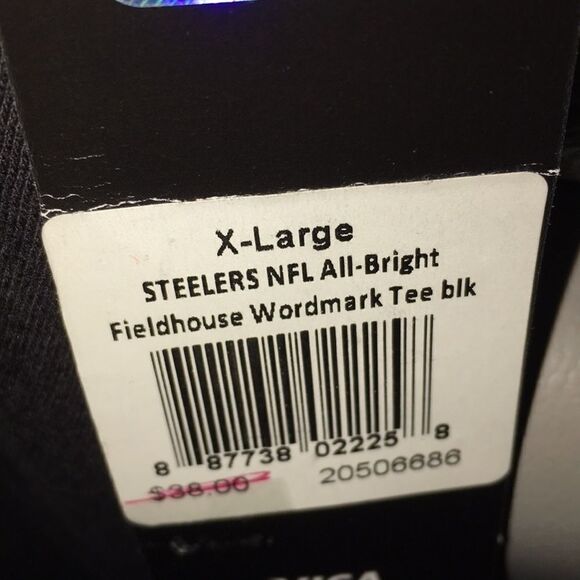 X-Large
STEELERS NFL All-Bright
Fieldhouse Wordmark Tee blk
8 87738 02225 8
$38.00 20506686